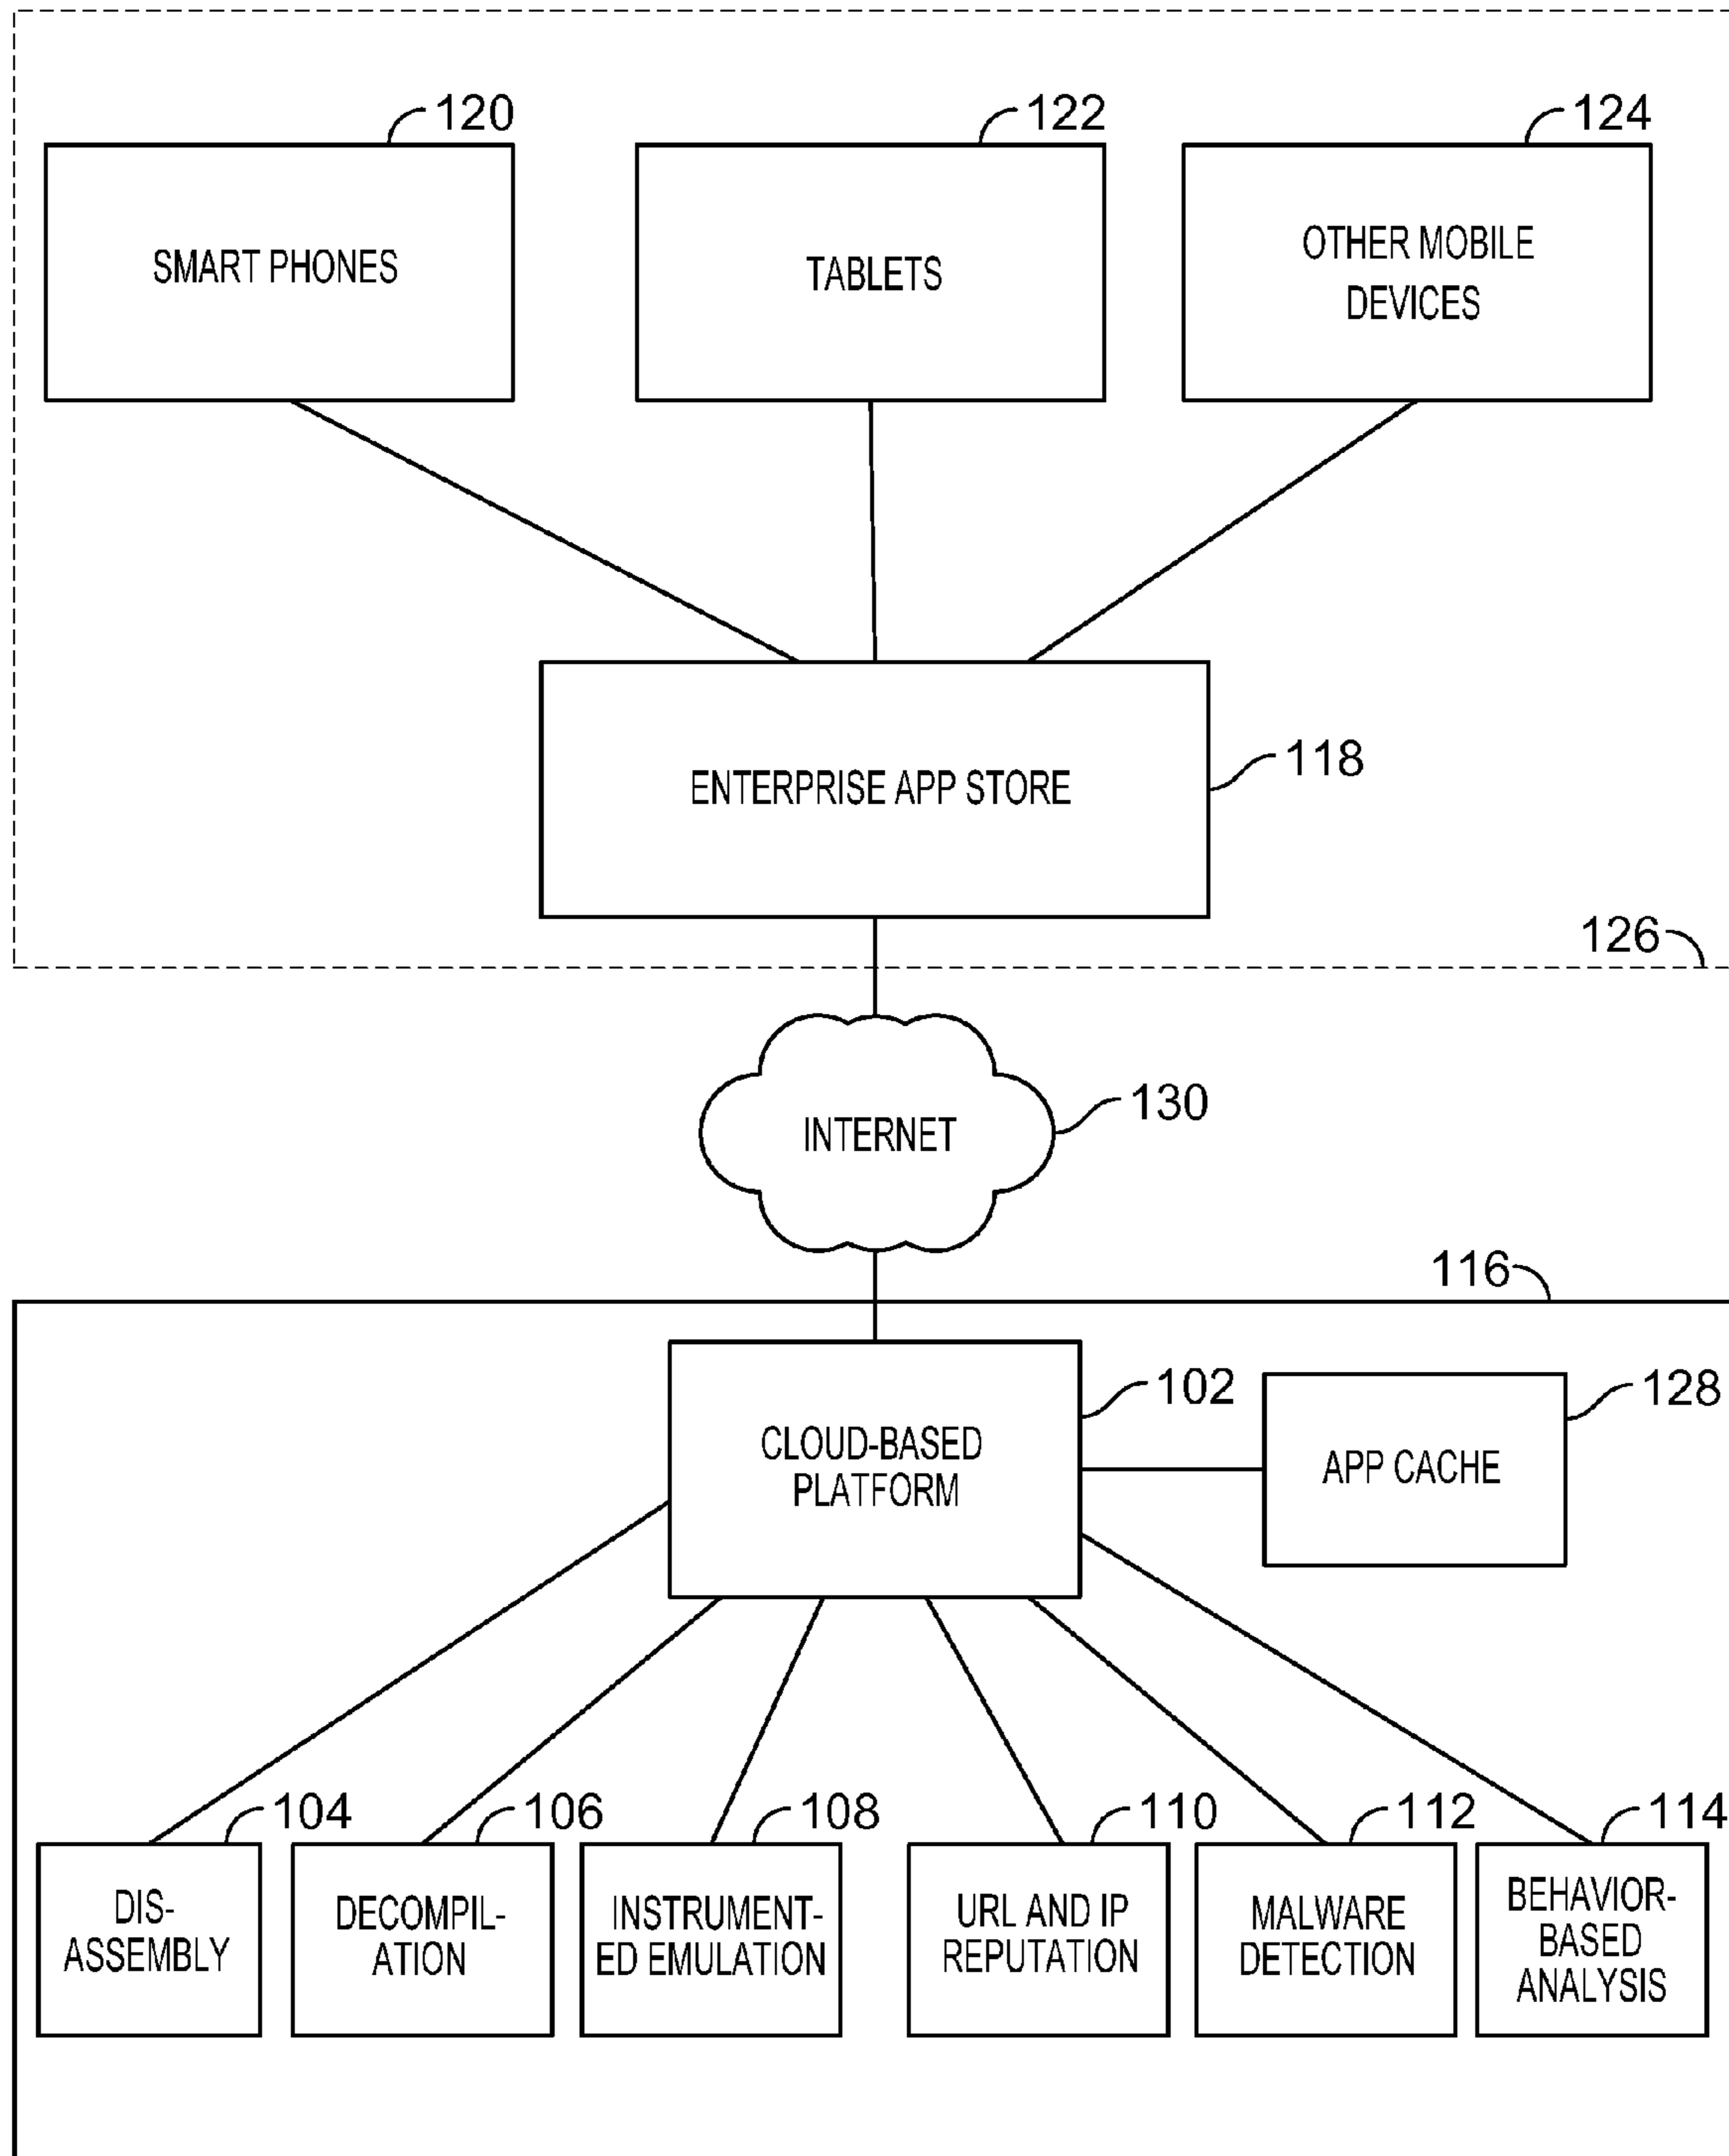 120
122
124
SMART PHONES
TABLETS
OTHER MOBILE
DEVICES
118
ENTERPRISE APP STORE
126
130
INTERNET
116
102
128
CLOUD-BASED
PLATFORM
APP CACHE
104
106
108
110
112
114
DIS-
ASSEMBLY
DECOMPIL-
ATION
INSTRUMENT-
ED EMULATION
URL AND IP
REPUTATION
MALWARE
DETECTION
BEHAVIOR-
BASED
ANALYSIS